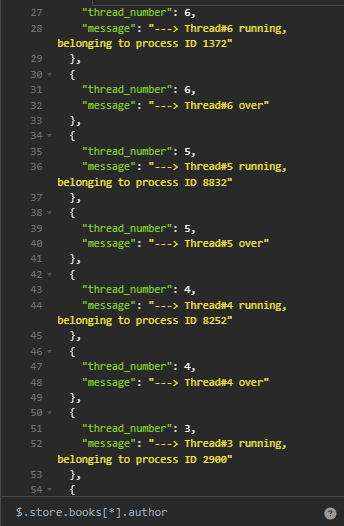 27 "thread_number": 6,
28 "message": "---> Thread#6 running,
belonging to process ID 1372"
29 },
30 {
31 "thread_number": 6,
32 "message": "---> Thread#6 over"
33 },
34 {
35 "thread_number": 5,
36 "message": "---> Thread#5 running,
belonging to process ID 8832"
37 },
38 {
39 "thread_number": 5,
40 "message": "---> Thread#5 over"
41 },
42 {
43 "thread_number": 4,
44 "message": "---> Thread#4 running,
belonging to process ID 8252"
45 },
46 {
47 "thread_number": 4,
48 "message": "---> Thread#4 over"
49 },
50 {
51 "thread_number": 3,
52 "message": "---> Thread#3 running,
belonging to process ID 2900"
53 },
54 {
$.store.books[*].author ?